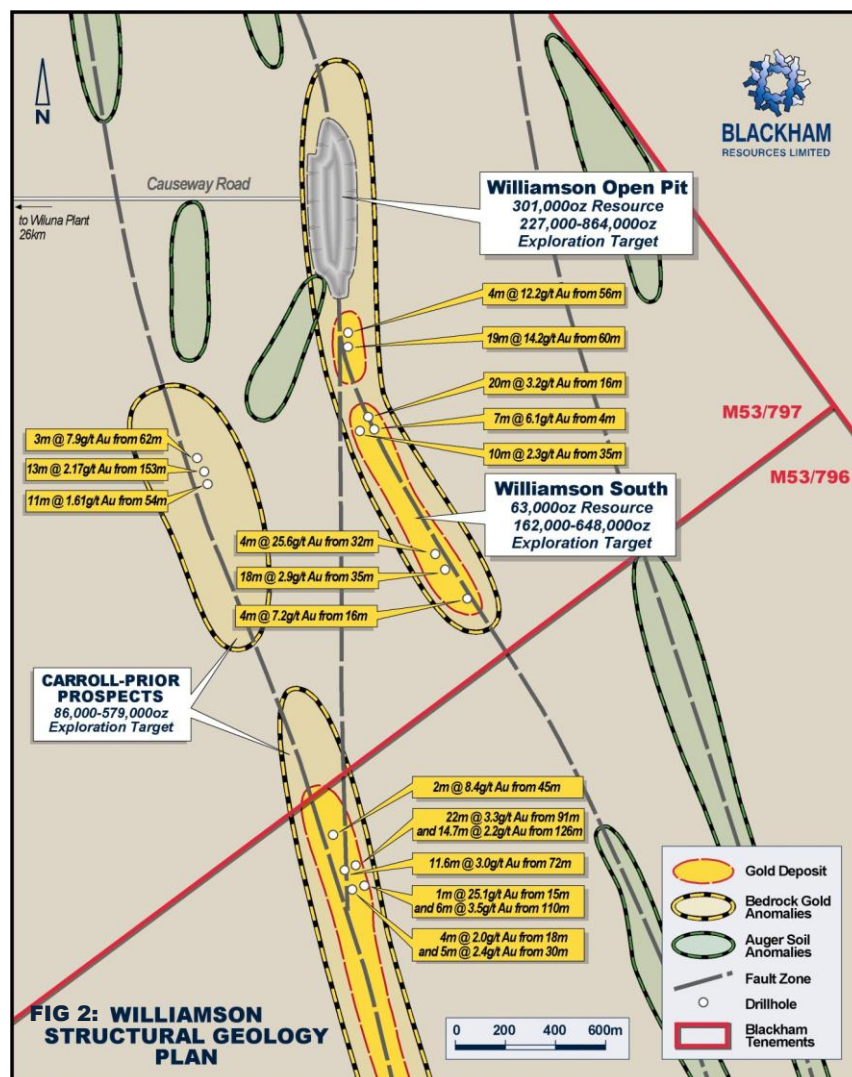 N
BLACKHAM
RESOURCES LIMITED
Causeway Road
to Wiluna Plant
26km
Williamson Open Pit
301,000oz Resource
227,000-864,000oz
Exploration Target
4m @ 12.2g/t Au from 56m
19m @ 14.2g/t Au from 60m
20m @ 3.2g/t Au from 16m
7m @ 6.1g/t Au from 4m
10m @ 2.3g/t Au from 35m
M53/797
M53/796
3m @ 7.9g/t Au from 62m
13m @ 2.17g/t Au from 153m
11m @ 1.61g/t Au from 54m
Williamson South
63,000oz Resource
162,000-648,000oz
Exploration Target
4m @ 25.6g/t Au from 32m
18m @ 2.9g/t Au from 35m
4m @ 7.2g/t Au from 16m
CARROLL-PRIOR
PROSPECTS
86,000-579,000oz
Exploration Target
2m @ 8.4g/t Au from 45m
22m @ 3.3g/t Au from 91m
and 14.7m @ 2.2g/t Au from 126m
11.6m @ 3.0g/t Au from 72m
1m @ 25.1g/t Au from 15m
and 6m @ 3.5g/t Au from 110m
4m @ 2.0g/t Au from 18m
and 5m @ 2.4g/t Au from 30m
Gold Deposit
Bedrock Gold
Anomalies
Auger Soil
Anomalies
Fault Zone
Drillhole
Blackham
Tenements
FIG 2: WILLIAMSON
STRUCTURAL GEOLOGY
PLAN
0 200 400 600m